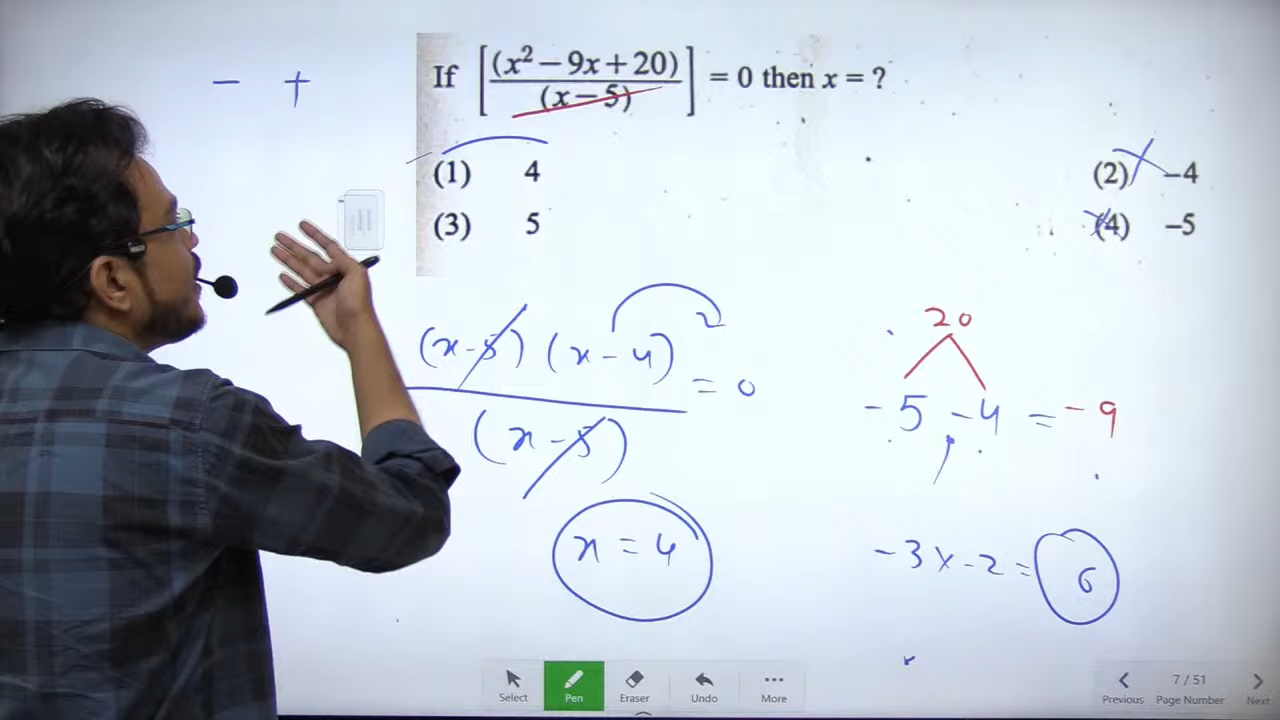 - +
If [(x² − 9x + 20) / (x − 5)] = 0 then x = ?
(1) 4
(2) −4
(3) 5
(4) −5
(x-5) (x-4) / (x-5) = 0
x = 4
20
-5 -4 = -9
-3 x -2 = 6
Select Pen Eraser Undo More
Previous 7 / 51 Page Number Next